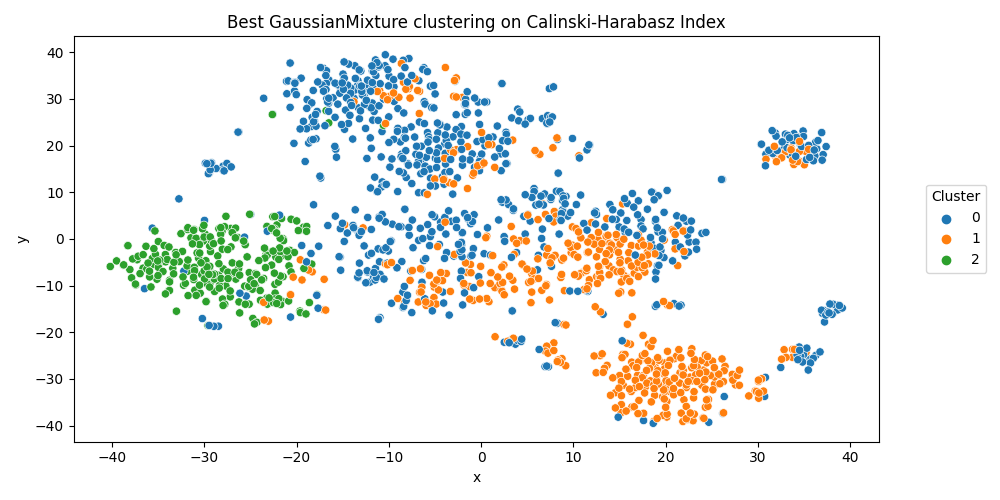 Best GaussianMixture clustering on Calinski-Harabasz Index
40
30
20
10
0
−10
−20
−30
−40
y
−40 −30 −20 −10 0 10 20 30 40
x
Cluster
0
1
2